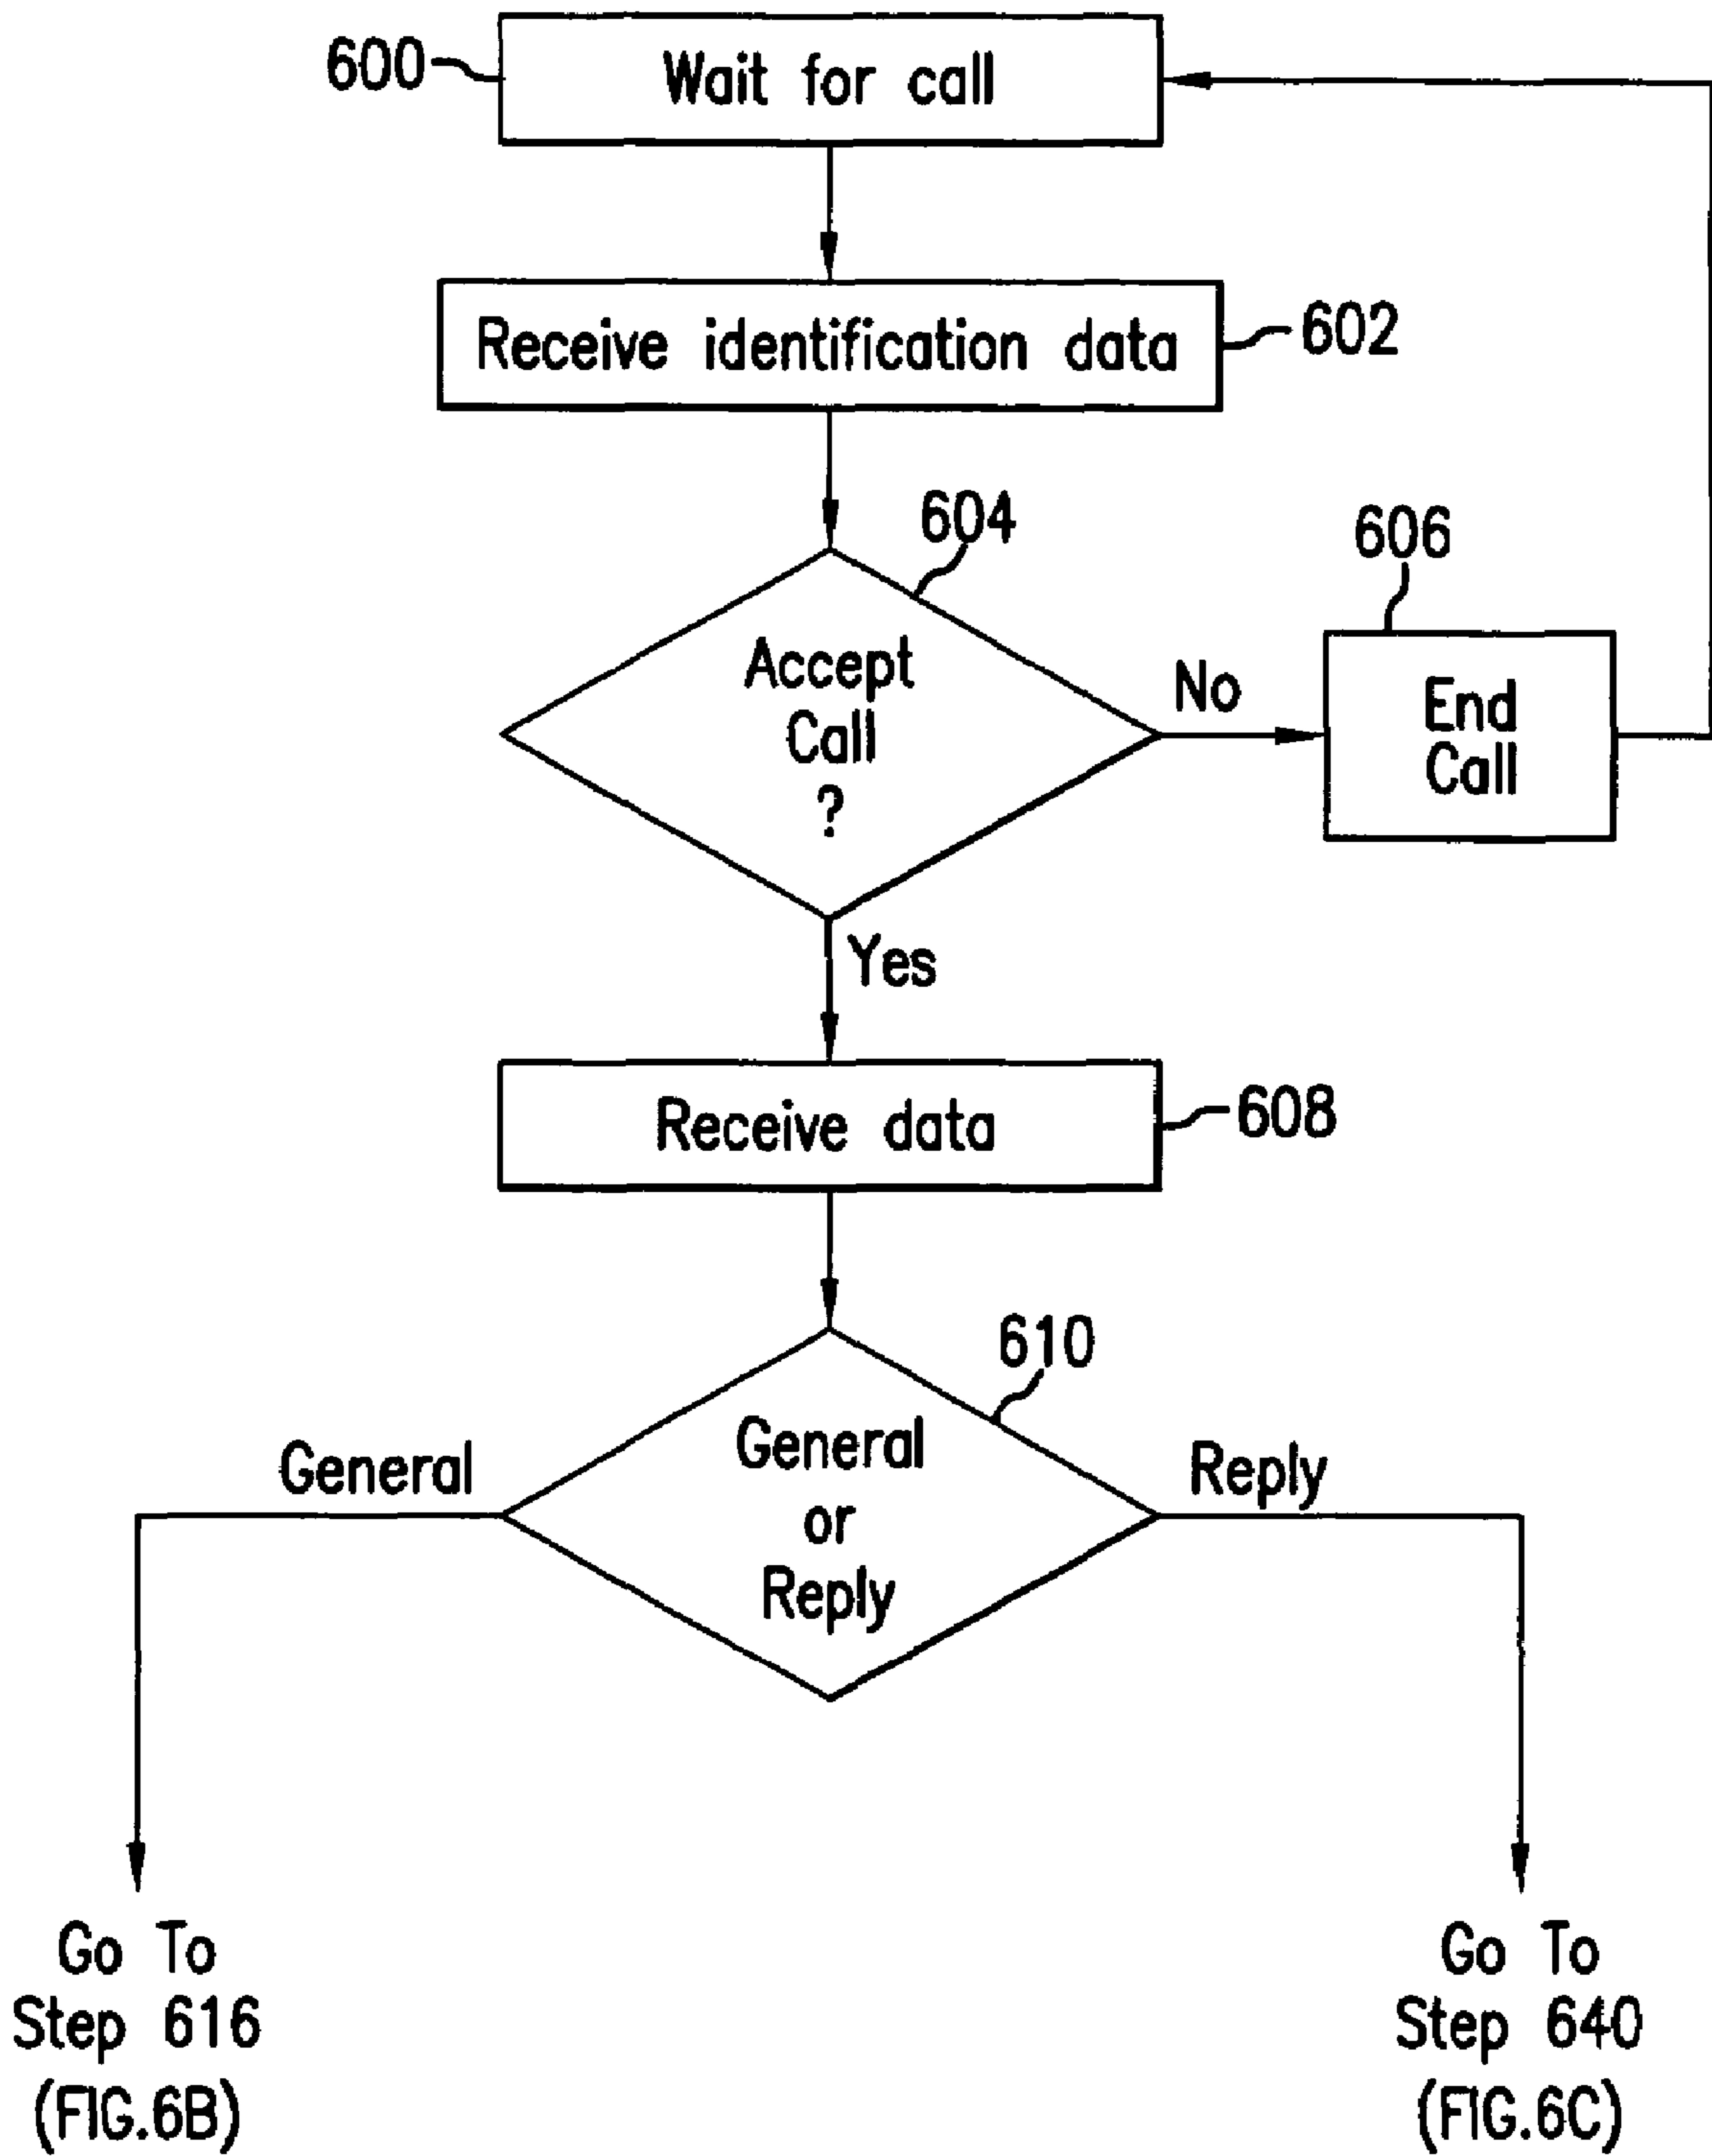 600
Wait for call
Receive identification data
602
604
606
Accept
Call
?
No
End
Call
Yes
Receive data
608
610
General
General
or
Reply
Reply
Go To
Step 616
(FIG.6B)
Go To
Step 640
(FIG.6C)